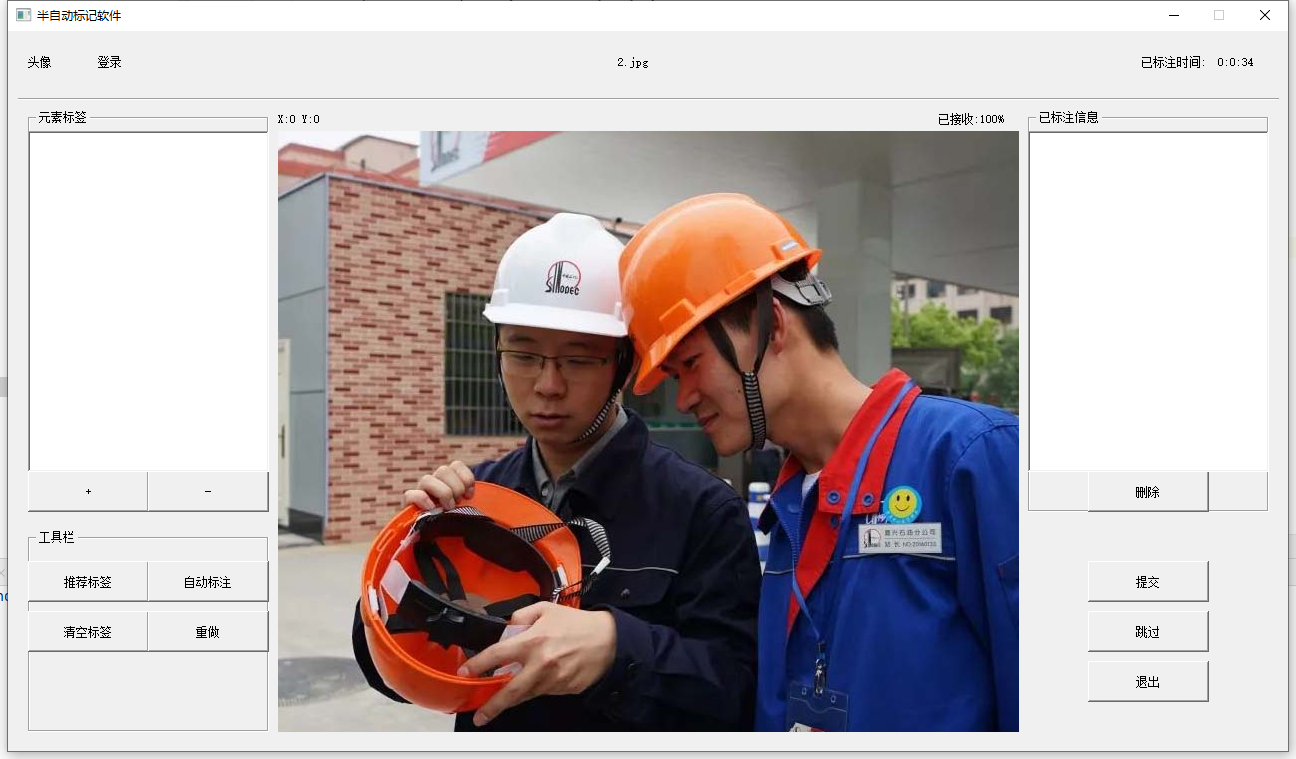 半自动标记软件
头像
登录
2.jpg
已标注时间: 0:0:34
元素标签
X:0 Y:0
已接收:100%
已标注信息
SINOPEC
+
-
删除
工具栏
推荐标签
自动标注
提交
清空标签
重做
跳过
退出
站 长